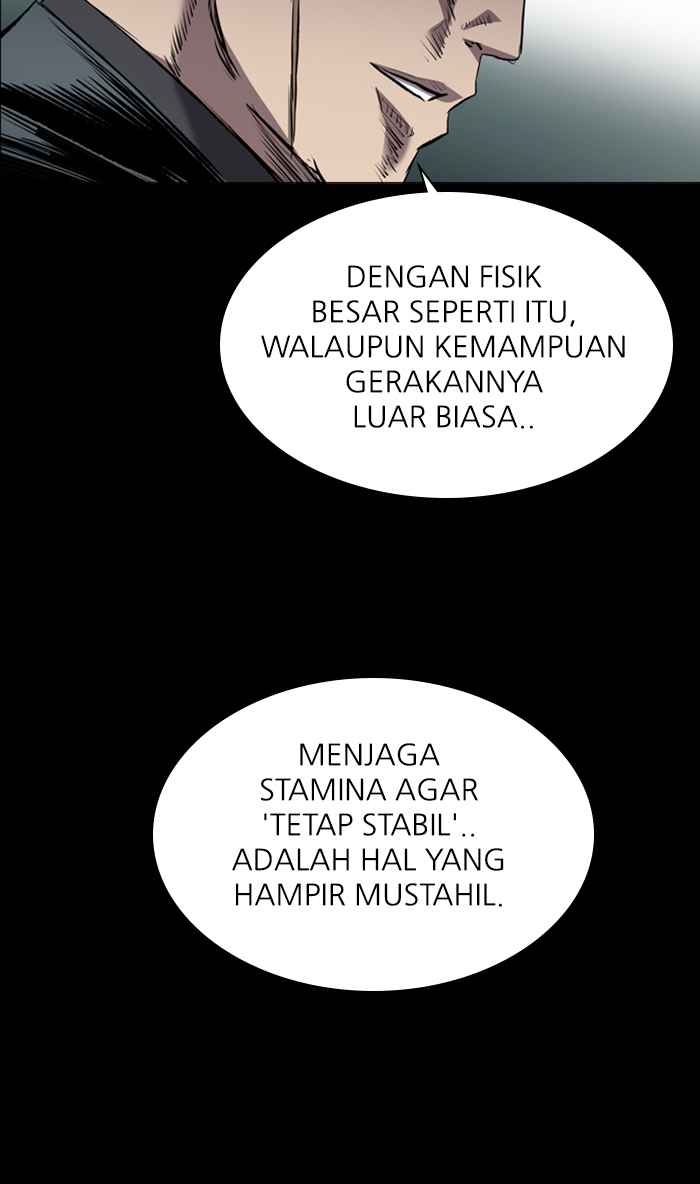 DENGAN FISIK
BESAR SEPERTI ITU,
WALAUPUN KEMAMPUAN
GERAKANNYA
LUAR BIASA..
MENJAGA
STAMINA AGAR
'TETAP STABIL'..
ADALAH HAL YANG
HAMPIR MUSTAHIL.